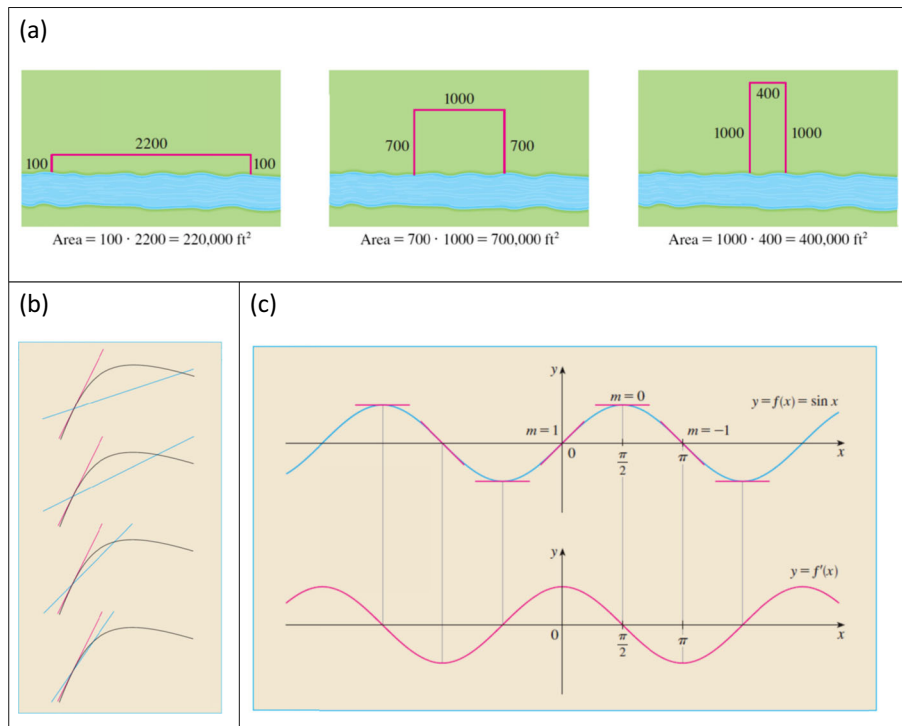 (a)
2200
100
100
Area = 100 · 2200 = 220,000 ft²
1000
700
700
Area = 700 · 1000 = 700,000 ft²
400
1000
1000
Area = 1000 · 400 = 400,000 ft²
(b)
(c)
y
m = 0
y = f(x) = sin x
m = 1
m = −1
0
π/2
π
x
y
y = f′(x)
0
π/2
π
x